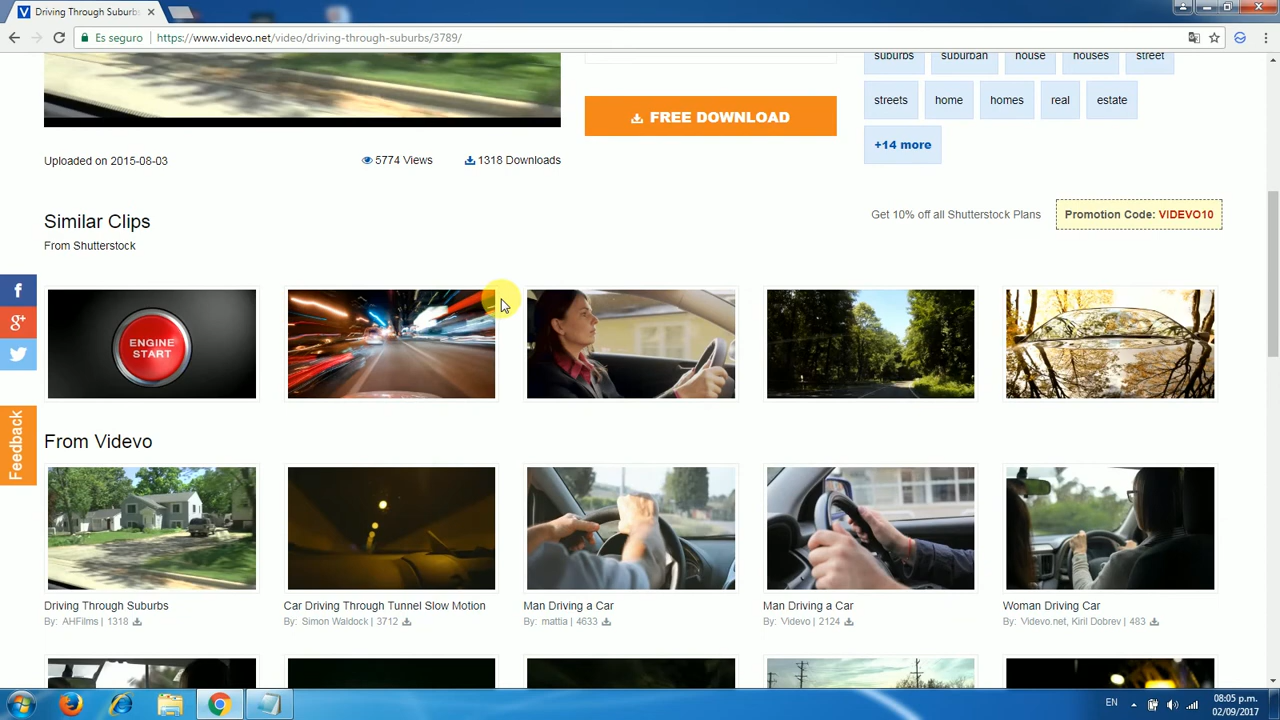 Driving Through Suburbs
Es seguro
https://www.videvo.net/video/driving-through-suburbs/3789/
suburbs
suburban
house
houses
street
streets
home
homes
real
estate
+14 more
FREE DOWNLOAD
Uploaded on 2015-08-03
5774 Views
1318 Downloads
Similar Clips
From Shutterstock
Get 10% off all Shutterstock Plans
Promotion Code: VIDEVO10
ENGINE
START
Feedback
From Videvo
Driving Through Suburbs
By: AHFilms | 1318
Car Driving Through Tunnel Slow Motion
By: Simon Waldock | 3712
Man Driving a Car
By: mattia | 4633
Man Driving a Car
By: Videvo | 2124
Woman Driving Car
By: Videvo.net, Kiril Dobrev | 483
EN
08:05 p.m.
02/09/2017